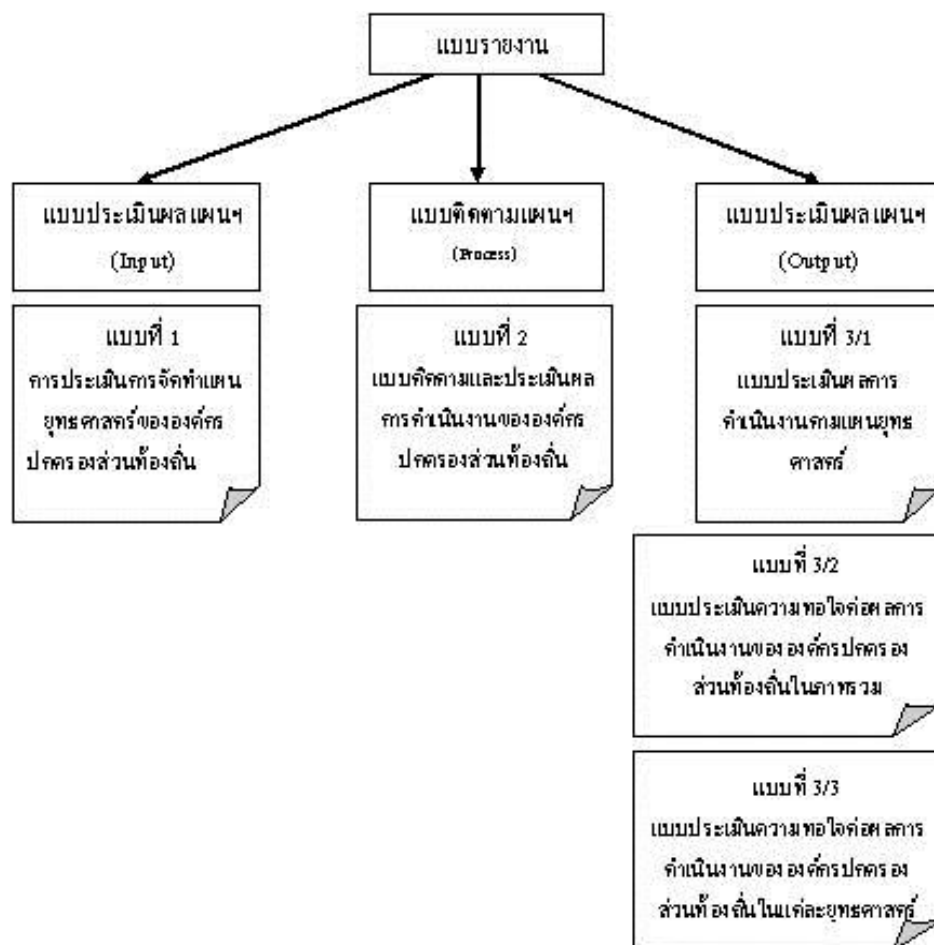 แบบรายงาน
แบบประเมินผลแผนฯ
(Input)
แบบติดตามแผนฯ
(Process)
แบบประเมินผลแผนฯ
(Output)
แบบที่ 1
การประเมินการจัดทำแผน
ยุทธศาสตร์ขององค์กร
ปกครองส่วนท้องถิ่น
แบบที่ 2
แบบติดตามและประเมินผล
การดำเนินงานขององค์กร
ปกครองส่วนท้องถิ่น
แบบที่ 3/1
แบบประเมินผลการ
ดำเนินงานตามแผนยุทธ
ศาสตร์
แบบที่ 3/2
แบบประเมินความพอใจต่อผลการ
ดำเนินงานขององค์กรปกครอง
ส่วนท้องถิ่นในภาพรวม
แบบที่ 3/3
แบบประเมินความพอใจต่อผลการ
ดำเนินงานขององค์กรปกครอง
ส่วนท้องถิ่นในแต่ละยุทธศาสตร์